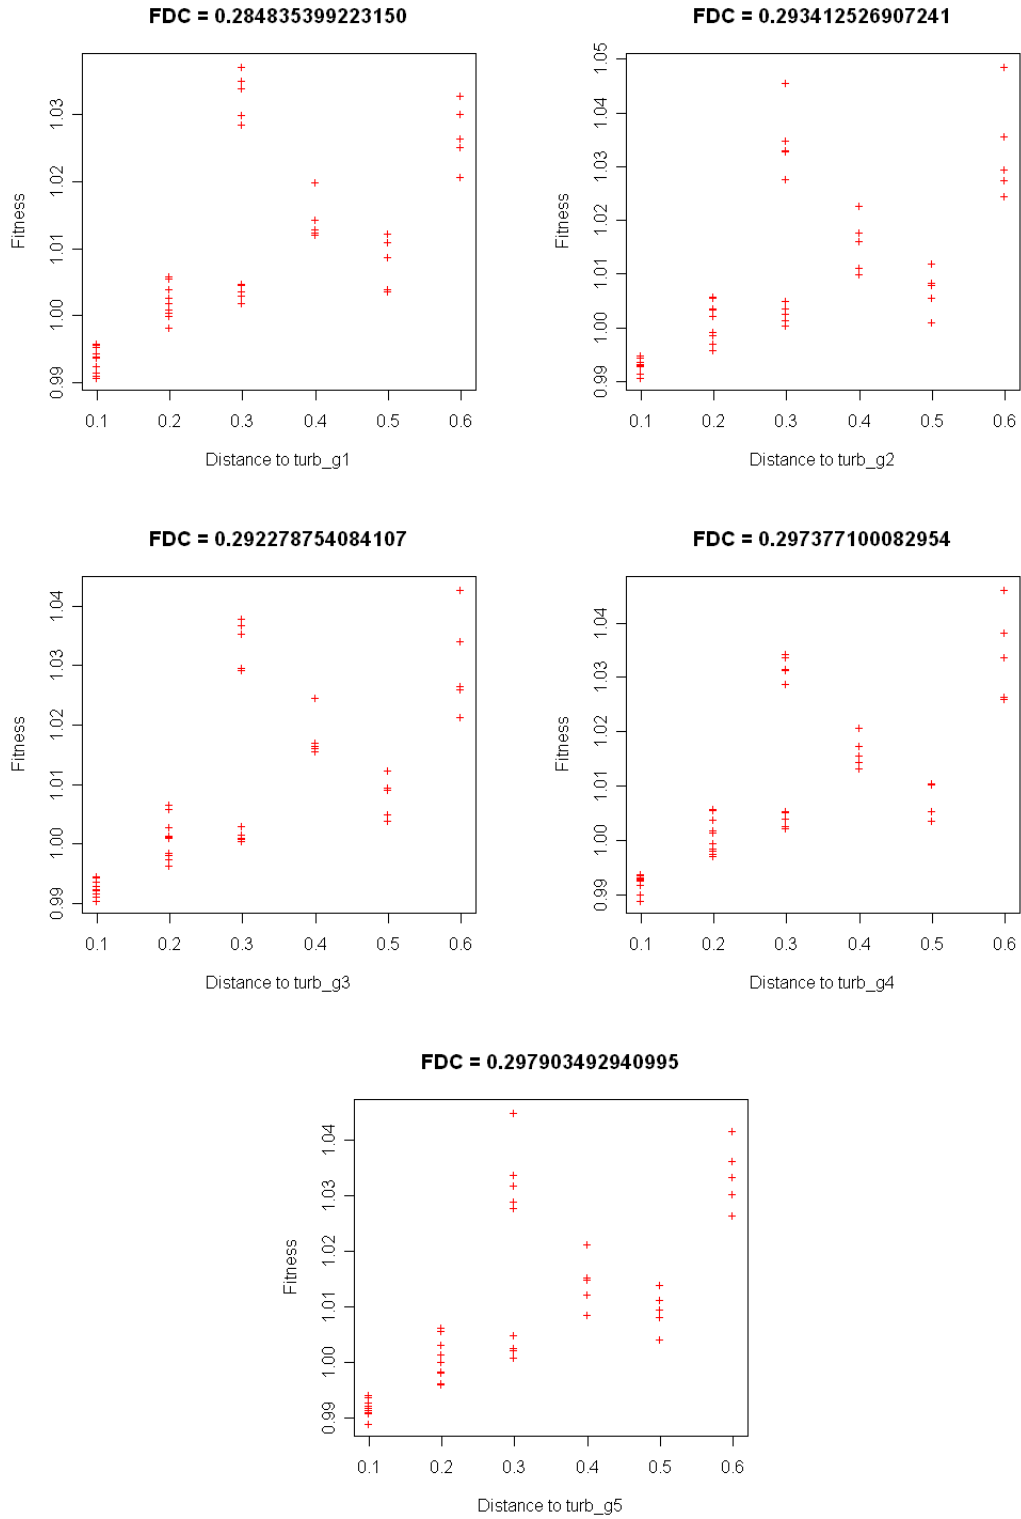 FDC = 0.284835399223150
FDC = 0.293412526907241
Fitness
0.99 1.00 1.01 1.02 1.03
0.1 0.2 0.3 0.4 0.5 0.6
Distance to turb_g1
Fitness
0.99 1.00 1.01 1.02 1.03 1.04 1.05
0.1 0.2 0.3 0.4 0.5 0.6
Distance to turb_g2
FDC = 0.292278754084107
FDC = 0.297377100082954
Fitness
0.99 1.00 1.01 1.02 1.03 1.04
0.1 0.2 0.3 0.4 0.5 0.6
Distance to turb_g3
Fitness
0.99 1.00 1.01 1.02 1.03 1.04
0.1 0.2 0.3 0.4 0.5 0.6
Distance to turb_g4
FDC = 0.297903492940995
Fitness
0.99 1.00 1.01 1.02 1.03 1.04
0.1 0.2 0.3 0.4 0.5 0.6
Distance to turb_g5